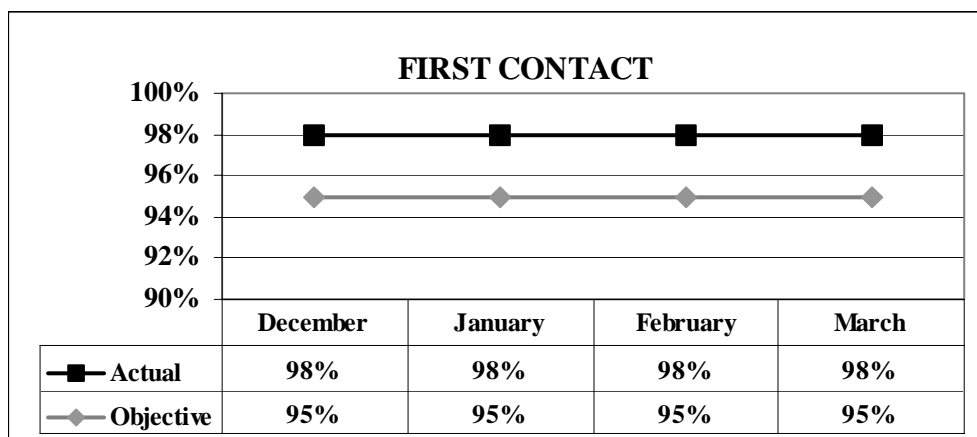 FIRST CONTACT
100%
98%
96%
94%
92%
90%
December January February March
Actual 98% 98% 98% 98%
Objective 95% 95% 95% 95%